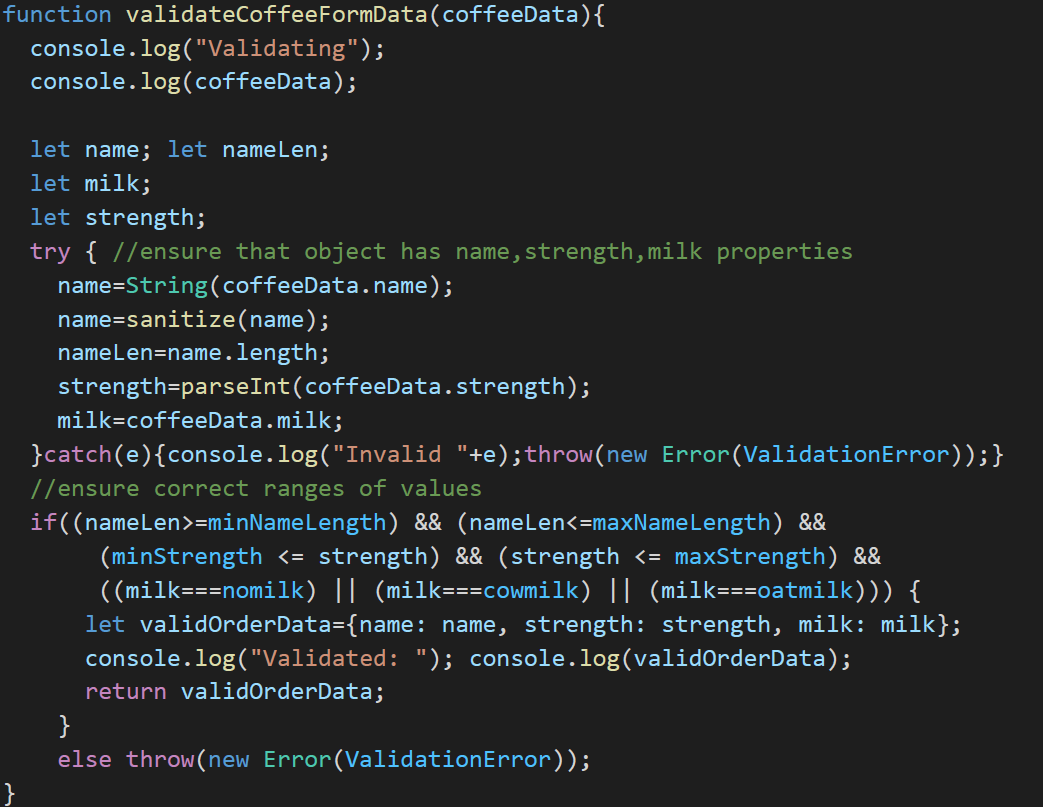 function validateCoffeeFormData(coffeeData){
  console.log("Validating");
  console.log(coffeeData);

  let name; let nameLen;
  let milk;
  let strength;
  try { //ensure that object has name,strength,milk properties
    name=String(coffeeData.name);
    name=sanitize(name);
    nameLen=name.length;
    strength=parseInt(coffeeData.strength);
    milk=coffeeData.milk;
  }catch(e){console.log("Invalid "+e);throw(new Error(ValidationError));}
  //ensure correct ranges of values
  if((nameLen>=minNameLength) && (nameLen<=maxNameLength) &&
       (minStrength <= strength) && (strength <= maxStrength) &&
       ((milk===nomilk) || (milk===cowmilk) || (milk===oatmilk))) {
      let validOrderData={name: name, strength: strength, milk: milk};
      console.log("Validated: "); console.log(validOrderData);
      return validOrderData;
    }
    else throw(new Error(ValidationError));
}